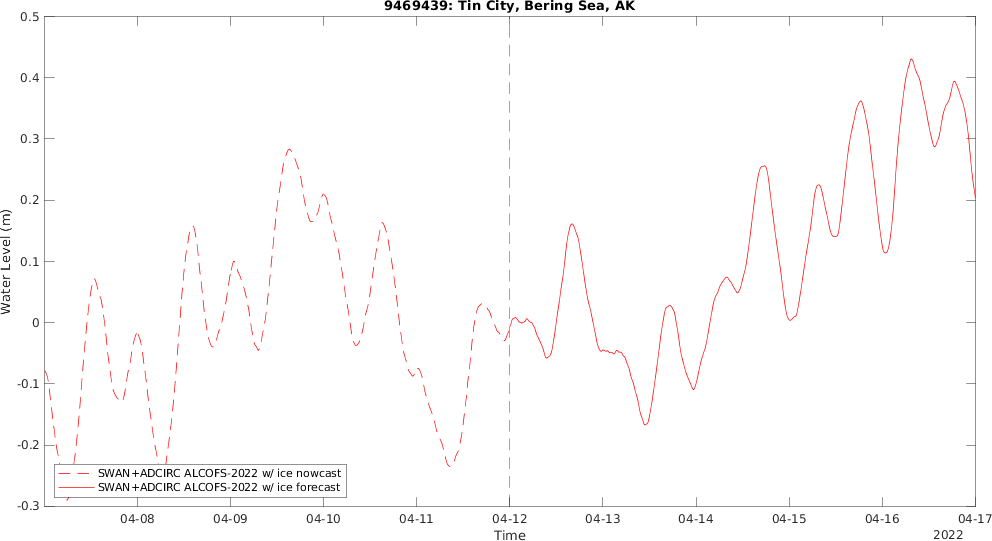 9469439: Tin City, Bering Sea, AK
Water Level (m)
0.5
0.4
0.3
0.2
0.1
0
-0.1
-0.2
-0.3
SWAN+ADCIRC ALCOFS-2022 w/ ice nowcast
SWAN+ADCIRC ALCOFS-2022 w/ ice forecast
04-08 04-09 04-10 04-11 04-12 04-13 04-14 04-15 04-16 04-17
Time
2022